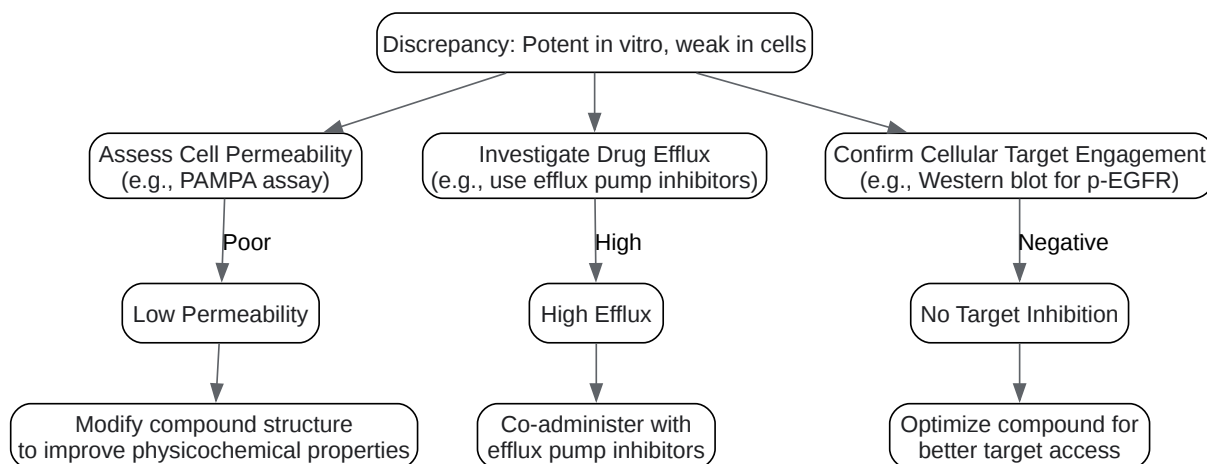 Discrepancy: Potent in vitro, weak in cells
Assess Cell Permeability
(e.g., PAMPA assay)
Investigate Drug Efflux
(e.g., use efflux pump inhibitors)
Confirm Cellular Target Engagement
(e.g., Western blot for p-EGFR)
Poor
High
Negative
Low Permeability
High Efflux
No Target Inhibition
Modify compound structure
to improve physicochemical properties
Co-administer with
efflux pump inhibitors
Optimize compound for
better target access